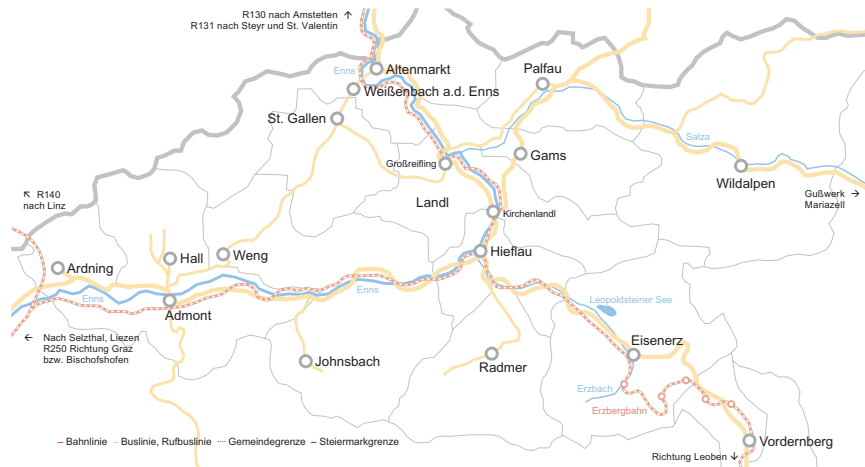 R130 nach Amstetten ↑
R131 nach Steyr und St. Valentin
Enns
Altenmarkt
Palfau
Weißenbach a.d. Enns
St. Gallen
Salza
Großreifling
Gams
Wildalpen
↖ R140
nach Linz
Landl
Gußwerk →
Mariazell
Kirchenlandl
Hieflau
Weng
Hall
Ardning
Enns
Enns
Leopoldsteiner See
Admont
← Nach Selzthal, Liezen
R250 Richtung Graz
bzw. Bischofshofen
Eisenerz
Johnsbach
Radmer
Erzbach
Erzbergbahn
– Bahnlinie – Buslinie, Rufbuslinie ┈ Gemeindegrenze – Steiermarkgrenze
Vordernberg
Richtung Leoben ↓